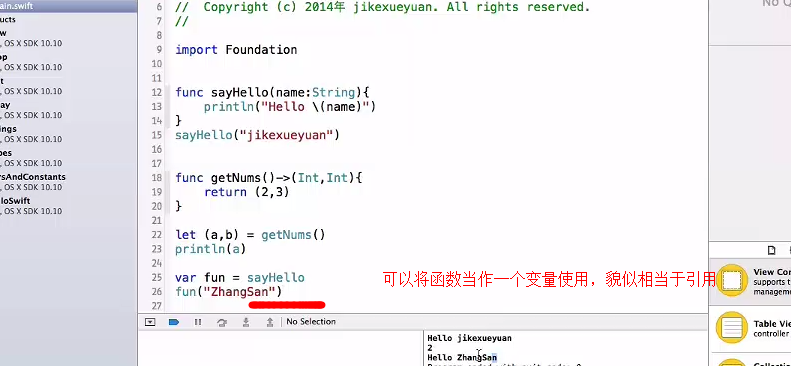 ain.swift
ucts
w
, OS X SDK 10.10
op
, OS X SDK 10.10
t
, OS X SDK 10.10
ay
, OS X SDK 10.10
ngs
, OS X SDK 10.10
pes
, OS X SDK 10.10
rsAndConstants
, OS X SDK 10.10
loSwift
, OS X SDK 10.10
6 // Copyright (c) 2014年 jikexueyuan. All rights reserved.
7 //
8
9 import Foundation
10
11
12 func sayHello(name:String){
13 println("Hello \(name)")
14 }
15 sayHello("jikexueyuan")
16
17
18 func getNums()->(Int,Int){
19 return (2,3)
20 }
21
22 let (a,b) = getNums()
23 println(a)
24
25 var fun = sayHello
26 fun("ZhangSan")
27
可以将函数当作一个变量使用，貌似相当于引用
No Selection
Hello jikexueyuan
2
Hello ZhangSan
No Q
View Con
supports t
manageme
Table View
controller
Collection